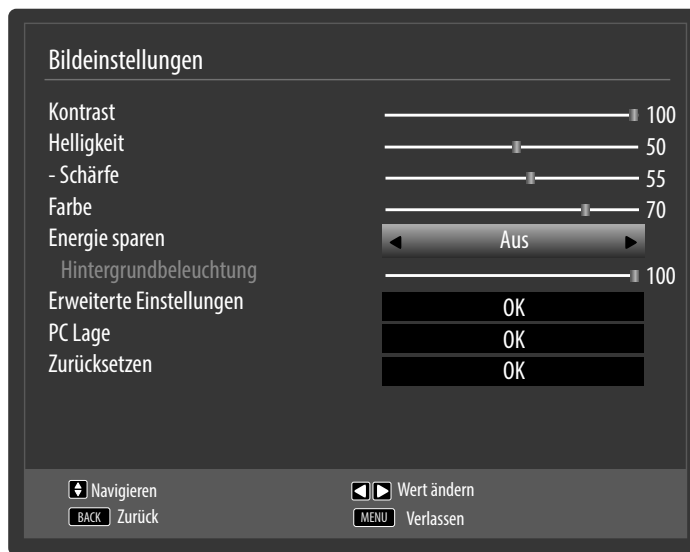 Bildeinstellungen
Kontrast 100
Helligkeit 50
- Schärfe 55
Farbe 70
Energie sparen Aus
Hintergrundbeleuchtung 100
Erweiterte Einstellungen OK
PC Lage OK
Zurücksetzen OK
Navigieren Wert ändern
BACK Zurück MENU Verlassen